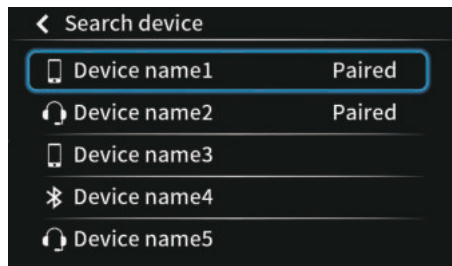 Search device
Device name1 Paired
Device name2 Paired
Device name3
Device name4
Device name5